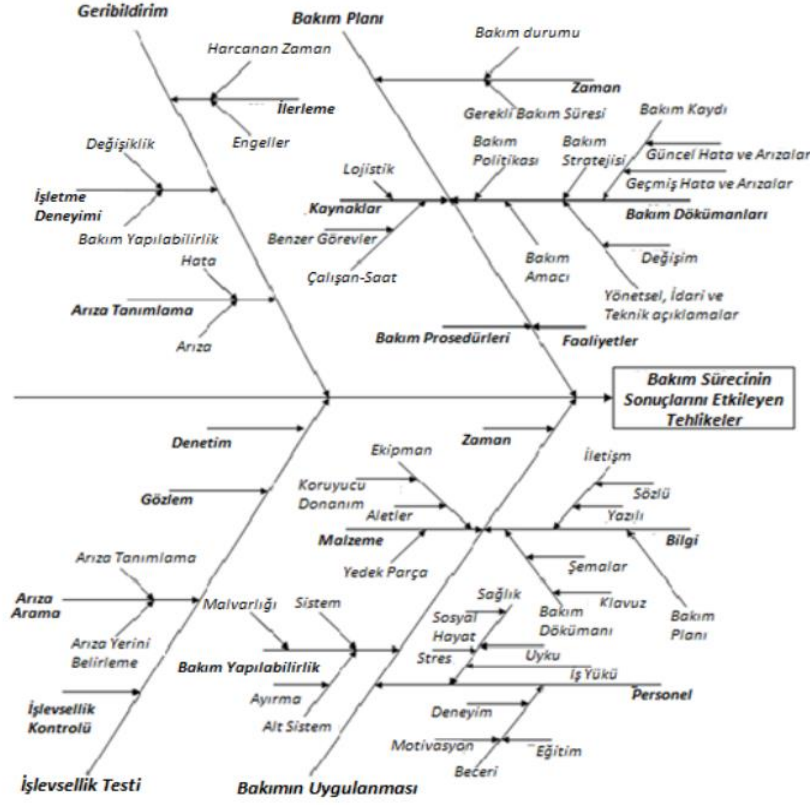 Geribildirim
Bakım Planı
Harcanan Zaman
İlerleme
Engeller
Değişiklik
İşletme
Deneyimi
Bakım Yapılabilirlik
Hata
Arıza Tanımlama
Arıza
Bakım durumu
Zaman
Gerekli Bakım Süresi
Bakım Kaydı
Güncel Hata ve Arızalar
Geçmiş Hata ve Arızalar
Bakım
Politikası
Bakım
Stratejisi
Lojistik
Kaynaklar
Benzer Görevler
Çalışan-Saat
Bakım Dökümanları
Bakım
Amacı
Değişim
Yönetsel, İdari ve
Teknik açıklamalar
Bakım Prosedürleri
Faaliyetler
Bakım Sürecinin
Sonuçlarını Etkileyen
Tehlikeler
Denetim
Gözlem
Arıza Tanımlama
Arıza
Arama
Arıza Yerini
Belirleme
İşlevsellik
Kontrolü
İşlevsellik Testi
Zaman
Ekipman
Koruyucu
Donanım
Aletler
Malzeme
Yedek Parça
İletişm
Sözlü
Yazılı
Bilgi
Şemalar
Klavuz
Bakım
Dökümanı
Bakım
Planı
Malvarlığı
Sistem
Bakım Yapılabilirlik
Ayırma
Alt Sistem
Sağlık
Sosyal
Hayat
Stres
Uyku
İş Yükü
Personel
Deneyim
Motivasyon
Eğitim
Beceri
Bakımın Uygulanması